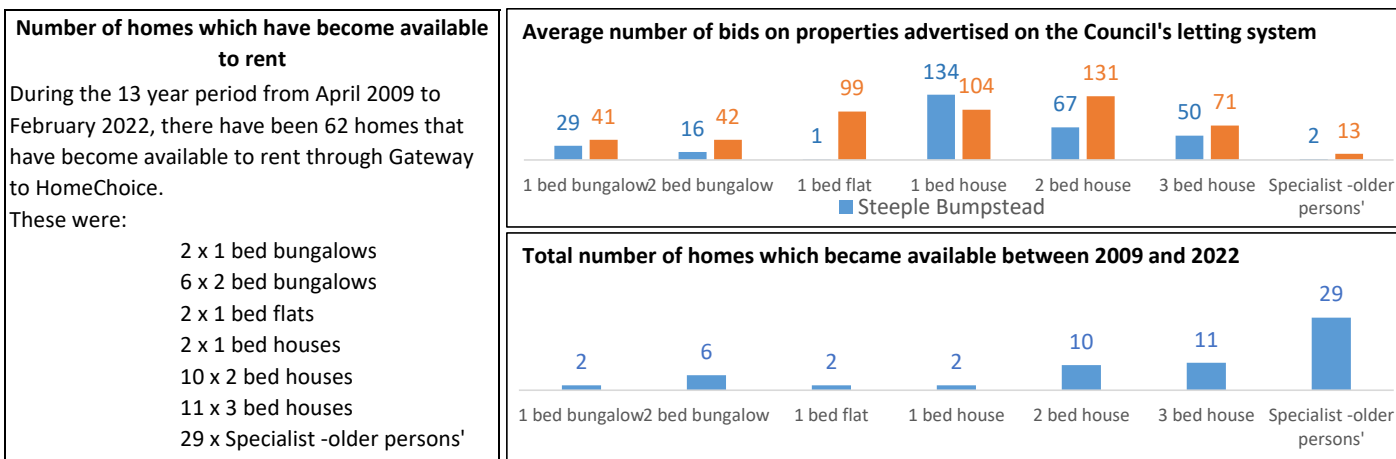 Number of homes which have become available
to rent
During the 13 year period from April 2009 to
February 2022, there have been 62 homes that
have become available to rent through Gateway
to HomeChoice.
These were:
2 x 1 bed bungalows
6 x 2 bed bungalows
2 x 1 bed flats
2 x 1 bed houses
10 x 2 bed houses
11 x 3 bed houses
29 x Specialist -older persons'
Average number of bids on properties advertised on the Council's letting system
29 41 16 42 1 99 134 104 67 131 50 71 2 13
1 bed bungalow 2 bed bungalow 1 bed flat 1 bed house 2 bed house 3 bed house Specialist -older
persons'
Steeple Bumpstead
Total number of homes which became available between 2009 and 2022
2 6 2 2 10 11 29
1 bed bungalow 2 bed bungalow 1 bed flat 1 bed house 2 bed house 3 bed house Specialist -older
persons'